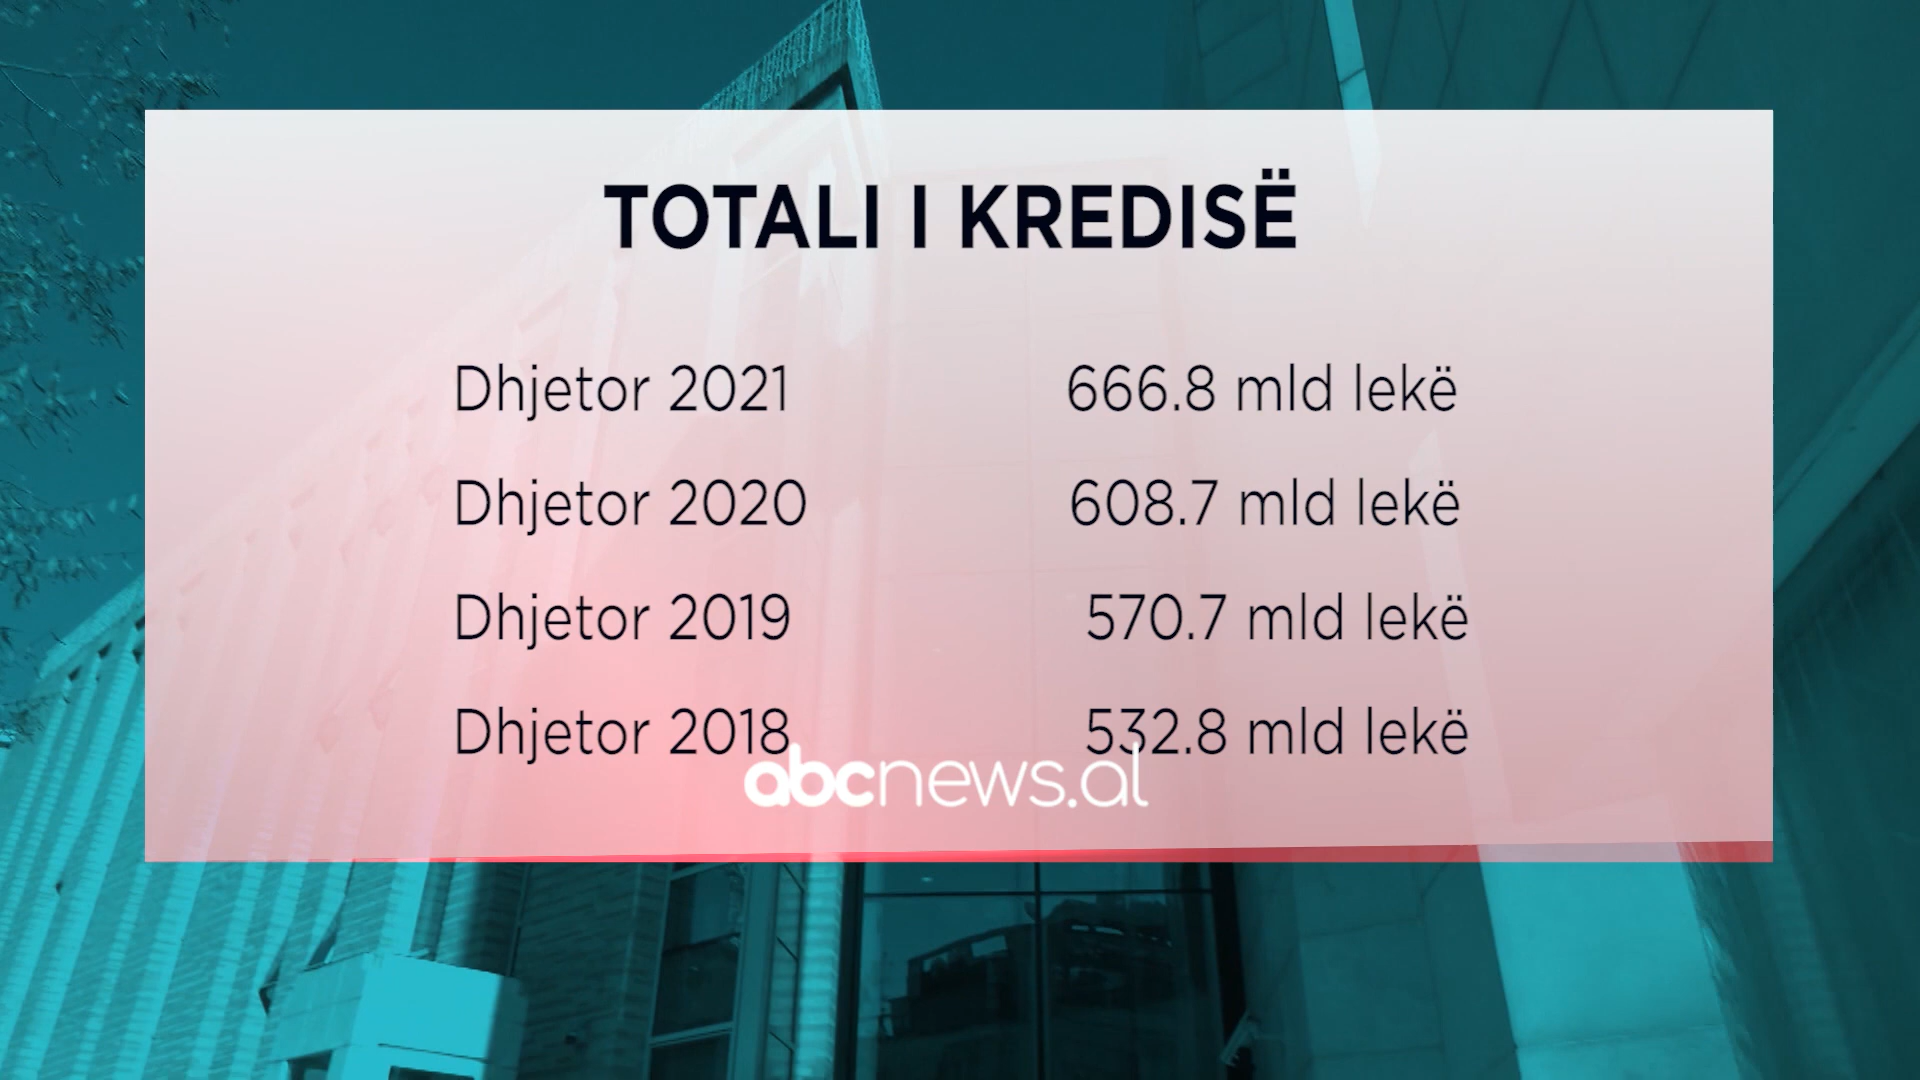 TOTALI I KREDISË
Dhjetor 2021 666.8 mld lekë
Dhjetor 2020 608.7 mld lekë
Dhjetor 2019 570.7 mld lekë
Dhjetor 2018 532.8 mld lekë
abcnews.al